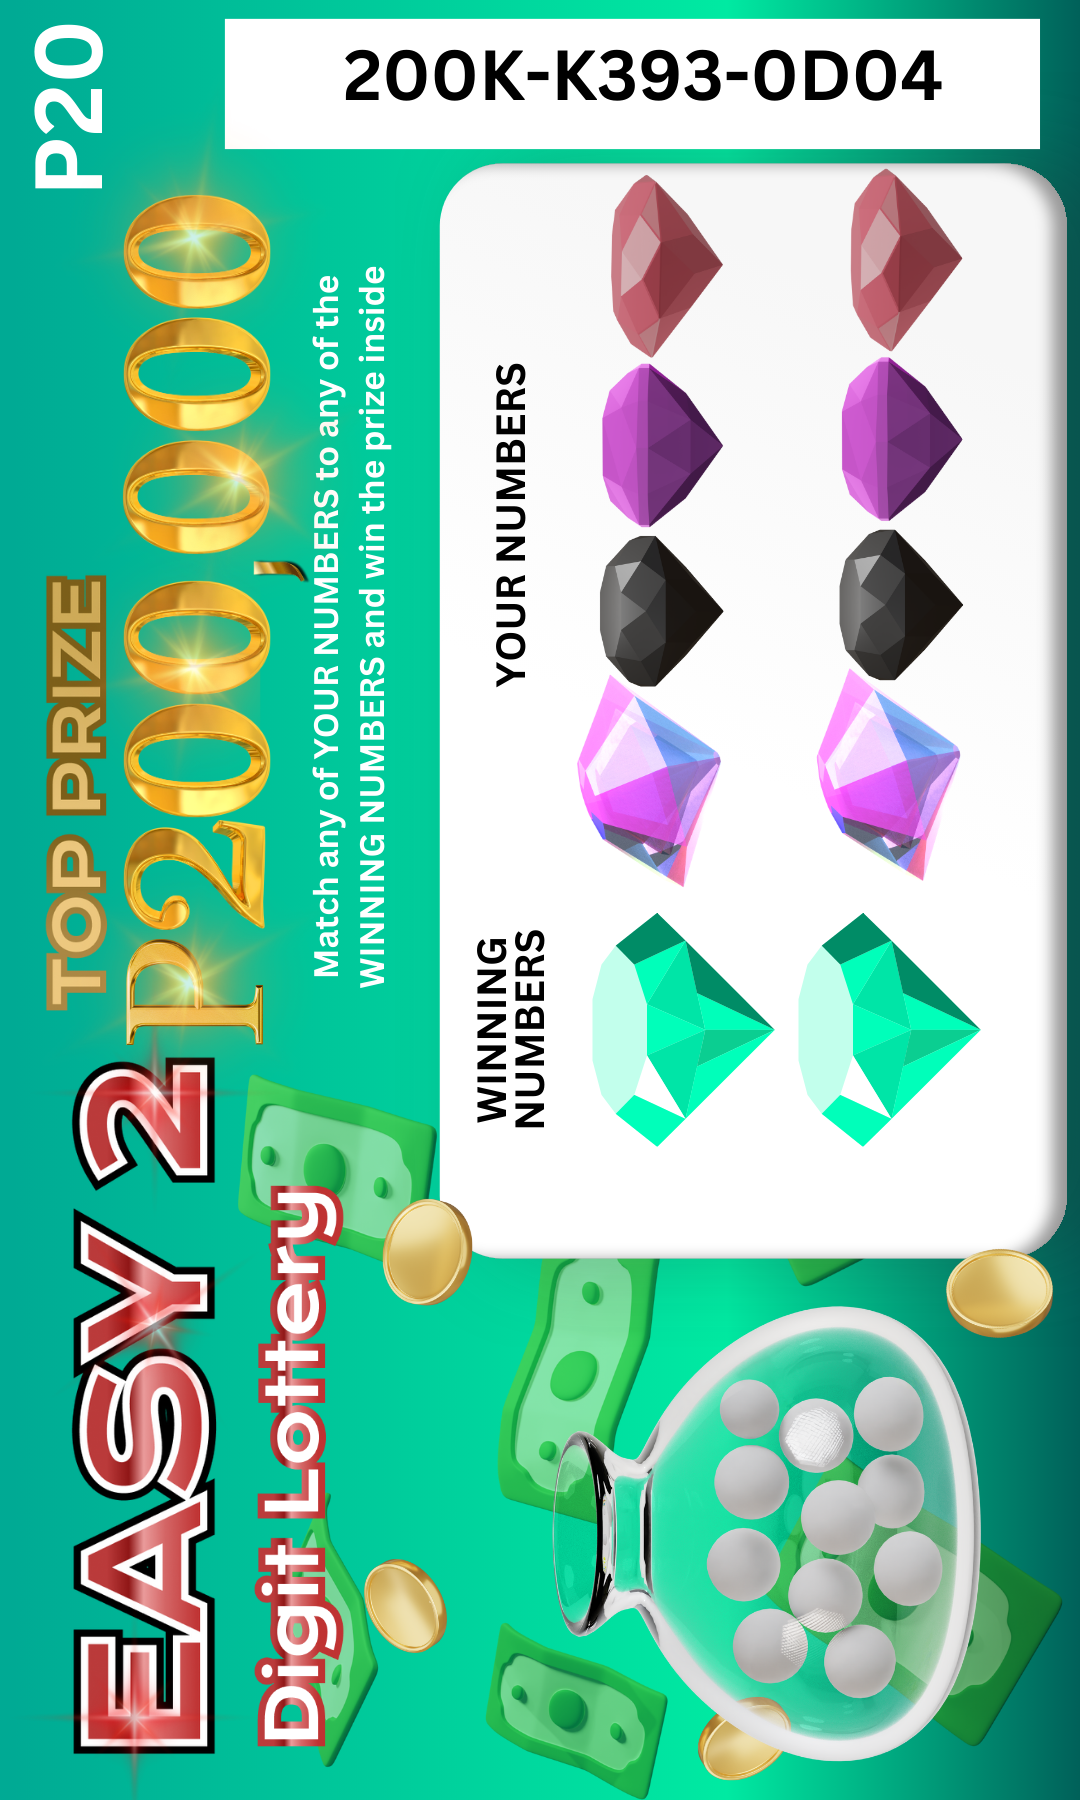 EASY 2
Digit Lottery
TOP PRIZE
P200,000
P20
Match any of YOUR NUMBERS to any of the
WINNING NUMBERS and win the prize inside
WINNING
NUMBERS
YOUR NUMBERS
200K-K393-0D04